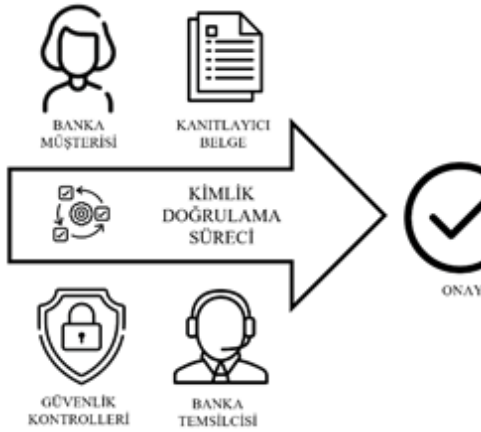 BANKA
MÜŞTERİSİ
KANITLAYICI
BELGE
KİMLİK
DOĞRULAMA
SÜRECİ
ONAY
GÜVENLİK
KONTROLLERİ
BANKA
TEMSİLCİSİ